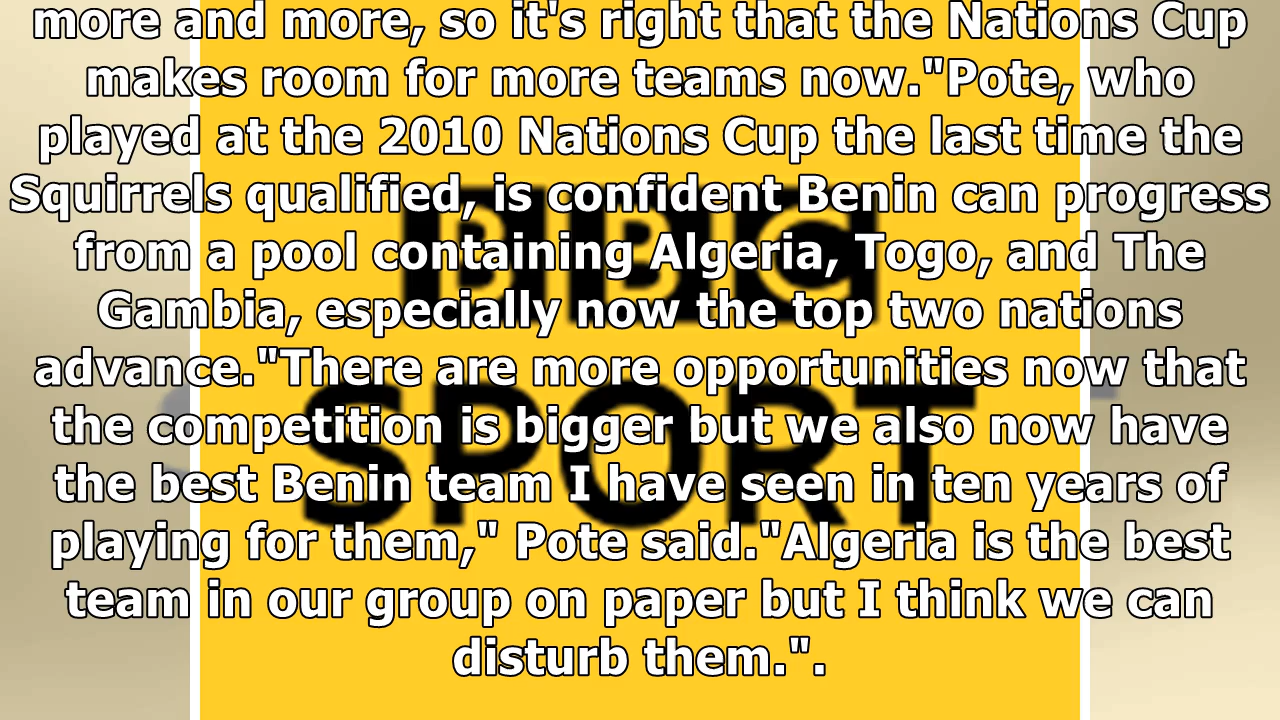 more and more, so it's right that the Nations Cup
makes room for more teams now."Pote, who
played at the 2010 Nations Cup the last time the
Squirrels qualified, is confident Benin can progress
from a pool containing Algeria, Togo, and The
Gambia, especially now the top two nations
advance."There are more opportunities now that
the competition is bigger but we also now have
the best Benin team I have seen in ten years of
playing for them," Pote said."Algeria is the best
team in our group on paper but I think we can
disturb them.".
BBC
SPORT